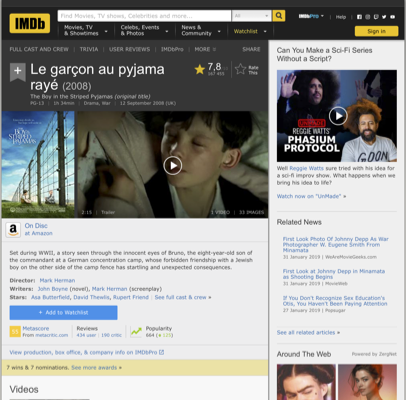 IMDb
Find Movies, TV shows, Celebrities and more...
All
IMDbPro
Help
Movies, TV
& Showtimes
Celebs, Events
& Photos
News &
Community
Watchlist
Sign in
FULL CAST AND CREW | TRIVIA | USER REVIEWS | IMDbPro | MORE
SHARE
Le garçon au pyjama
rayé (2008)
The Boy in the Striped Pyjamas (original title)
PG-13 | 1h 34min | Drama, War | 12 September 2008 (UK)
7,8
Rate
This
2:15 | Trailer
1 VIDEO | 31 IMAGES
On Disc
at Amazon
Set during WWII, a story seen through the innocent eyes of Bruno, the eight-year-old son of
the commandant at a German concentration camp, whose forbidden friendship with a Jewish
boy on the other side of the camp fence has startling and unexpected consequences.
Director: Mark Herman
Writers: John Boyne (novel), Mark Herman (screenplay)
Stars: Asa Butterfield, David Thewlis, Rupert Friend | See full cast & crew »
+ Add to Watchlist
Metascore
From metacritic.com
Reviews
424 user | 190 critic
Popularity
View production, box office, & company info on IMDbPro
7 wins & 7 nominations. See more awards »
Videos
Can You Make a Sci-Fi Series
Without a Script?
REGGIE WATTS'
PHASIUM
PROTOCOL
Well Reggie Watts sure tried with his idea for
a sci-fi improv show. What happens when we
bring his idea to life?
Watch now on "UnMade" »
Related News
First Look Photo Of Johnny Depp As War
Photographer W. Eugene Smith From
Minamata
31 January 2019 | WeAreMovieGeeks.com
First Look at Johnny Depp in Minamata
as Shooting Begins
31 January 2019 | MovieWeb
If You Don't Recognize Sex Education's
Otis, You Haven't Been Paying Attention
27 January 2019 | Popsugar
See all related articles »
Around The Web
Powered by ZergNet